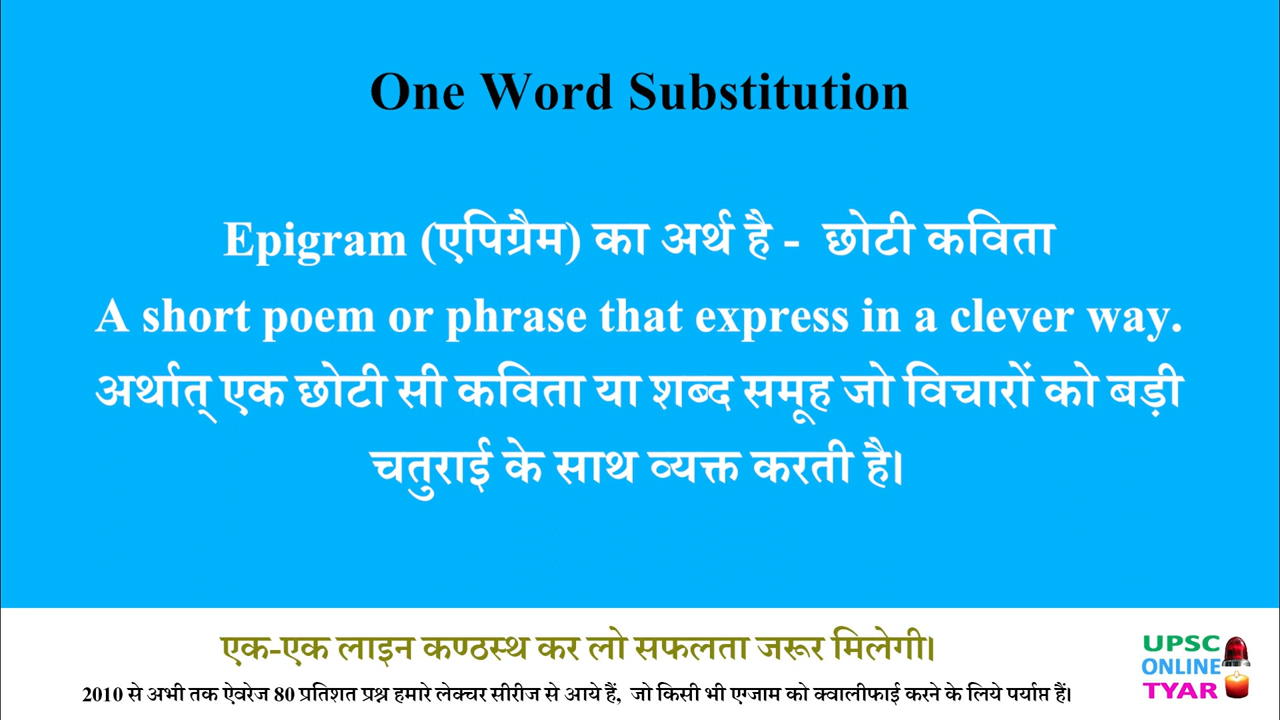 One Word Substitution
Epigram (एपिग्रैम) का अर्थ है - छोटी कविता
A short poem or phrase that express in a clever way.
अर्थात् एक छोटी सी कविता या शब्द समूह जो विचारों को बड़ी
चतुराई के साथ व्यक्त करती है।
एक-एक लाइन कण्ठस्थ कर लो सफलता जरूर मिलेगी।
2010 से अभी तक ऐवरेज 80 प्रतिशत प्रश्न हमारे लेक्चर सीरीज से आये हैं, जो किसी भी एग्जाम को क्वालीफाई करने के लिये पर्याप्त हैं।
UPSC
ONLINE
TYAR